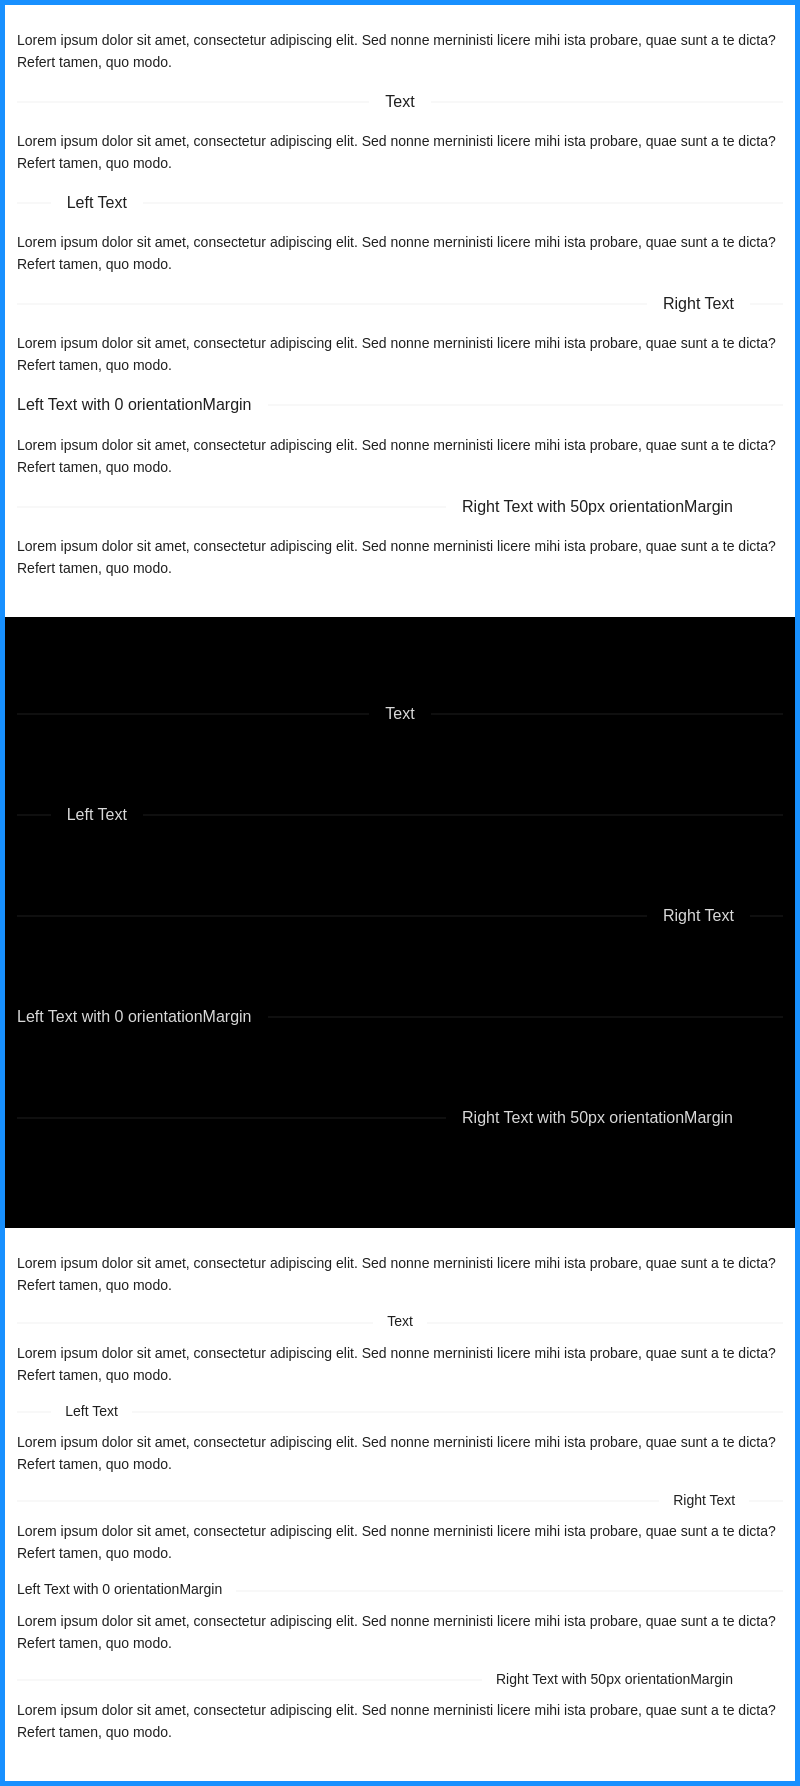 Lorem ipsum dolor sit amet, consectetur adipiscing elit. Sed nonne merninisti licere mihi ista probare, quae sunt a te dicta?
Refert tamen, quo modo.
Text
Lorem ipsum dolor sit amet, consectetur adipiscing elit. Sed nonne merninisti licere mihi ista probare, quae sunt a te dicta?
Refert tamen, quo modo.
Left Text
Lorem ipsum dolor sit amet, consectetur adipiscing elit. Sed nonne merninisti licere mihi ista probare, quae sunt a te dicta?
Refert tamen, quo modo.
Right Text
Lorem ipsum dolor sit amet, consectetur adipiscing elit. Sed nonne merninisti licere mihi ista probare, quae sunt a te dicta?
Refert tamen, quo modo.
Left Text with 0 orientationMargin
Lorem ipsum dolor sit amet, consectetur adipiscing elit. Sed nonne merninisti licere mihi ista probare, quae sunt a te dicta?
Refert tamen, quo modo.
Right Text with 50px orientationMargin
Lorem ipsum dolor sit amet, consectetur adipiscing elit. Sed nonne merninisti licere mihi ista probare, quae sunt a te dicta?
Refert tamen, quo modo.
Text
Left Text
Right Text
Left Text with 0 orientationMargin
Right Text with 50px orientationMargin
Lorem ipsum dolor sit amet, consectetur adipiscing elit. Sed nonne merninisti licere mihi ista probare, quae sunt a te dicta?
Refert tamen, quo modo.
Text
Lorem ipsum dolor sit amet, consectetur adipiscing elit. Sed nonne merninisti licere mihi ista probare, quae sunt a te dicta?
Refert tamen, quo modo.
Left Text
Lorem ipsum dolor sit amet, consectetur adipiscing elit. Sed nonne merninisti licere mihi ista probare, quae sunt a te dicta?
Refert tamen, quo modo.
Right Text
Lorem ipsum dolor sit amet, consectetur adipiscing elit. Sed nonne merninisti licere mihi ista probare, quae sunt a te dicta?
Refert tamen, quo modo.
Left Text with 0 orientationMargin
Lorem ipsum dolor sit amet, consectetur adipiscing elit. Sed nonne merninisti licere mihi ista probare, quae sunt a te dicta?
Refert tamen, quo modo.
Right Text with 50px orientationMargin
Lorem ipsum dolor sit amet, consectetur adipiscing elit. Sed nonne merninisti licere mihi ista probare, quae sunt a te dicta?
Refert tamen, quo modo.